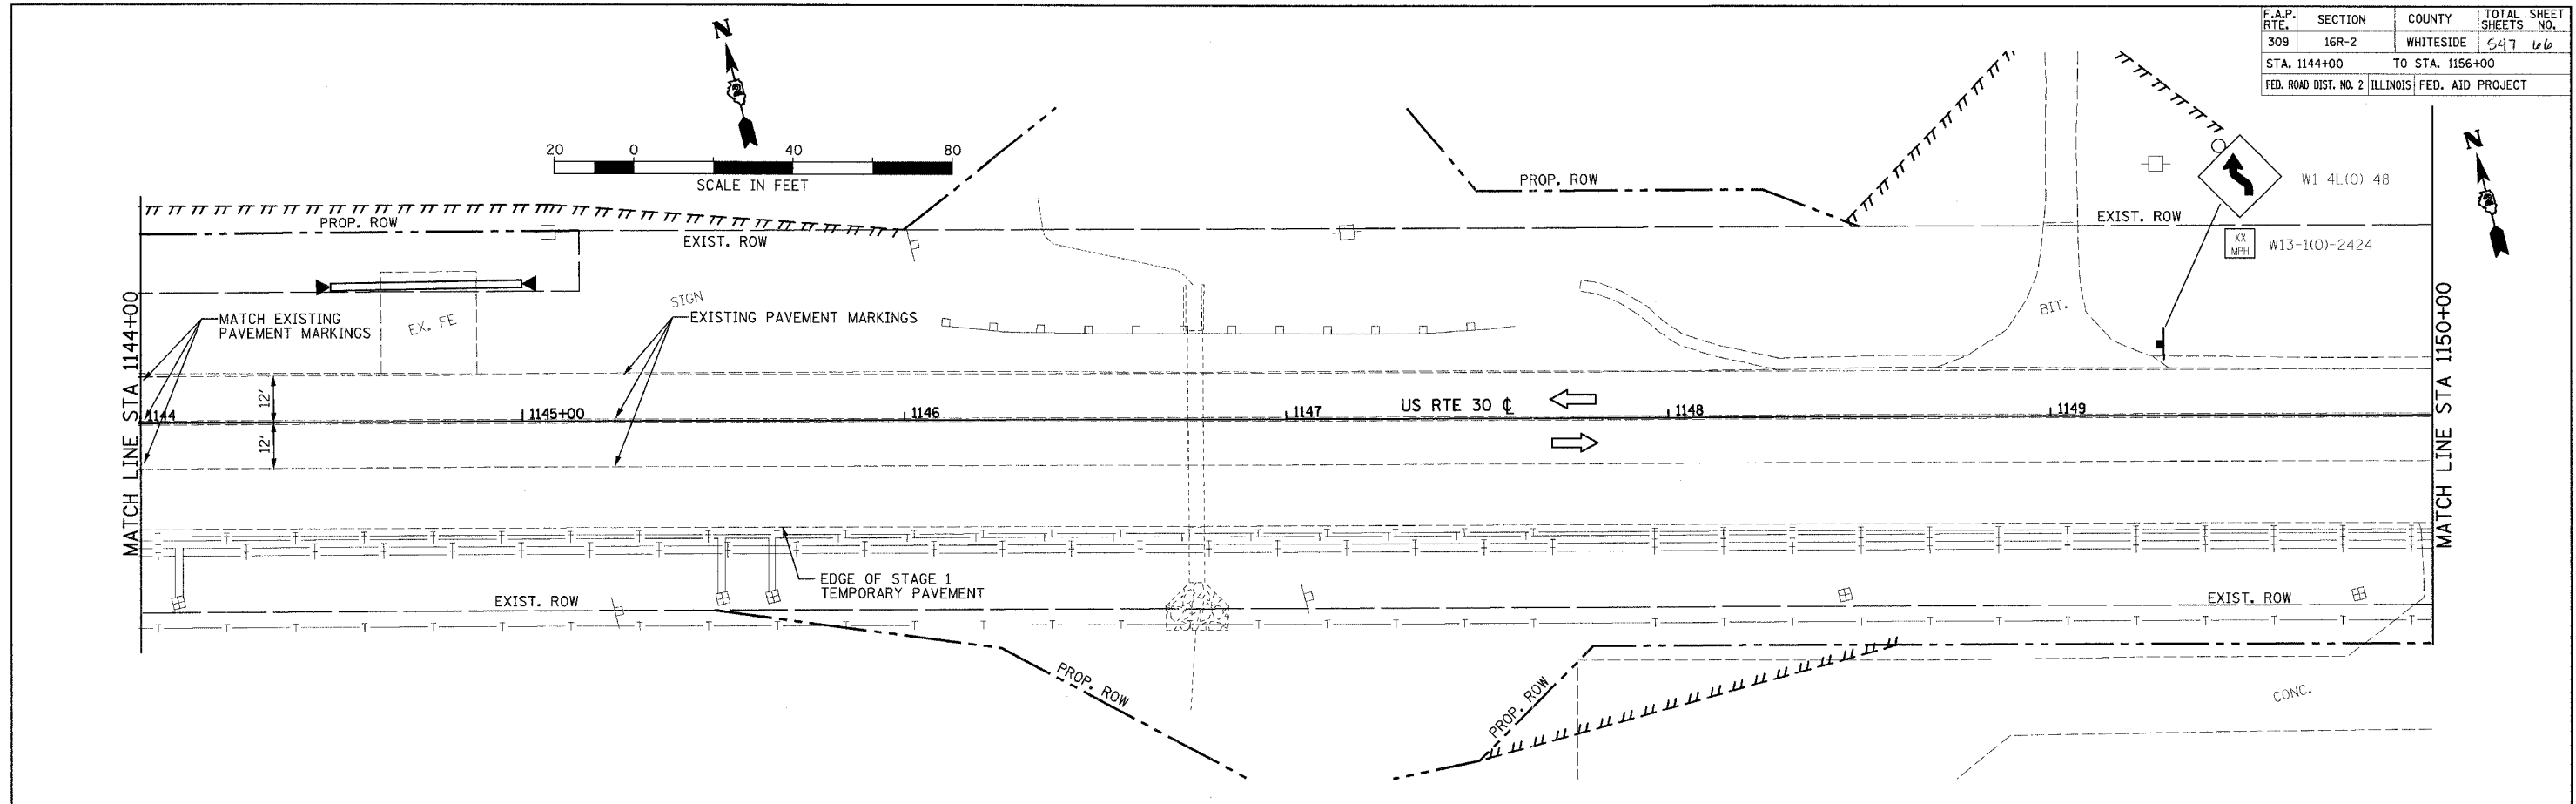 F.A.P. RTE. SECTION COUNTY TOTAL SHEETS SHEET NO.
309 16R-2 WHITESIDE 547 66
STA. 1144+00 TO STA. 1156+00
FED. ROAD DIST. NO. 2 ILLINOIS FED. AID PROJECT
N
2
20 0 40 80
SCALE IN FEET
N
2
PROP. ROW
EXIST. ROW
PROP. ROW
EXIST. ROW
W1-4L(O)-48
XX
MPH
W13-1(O)-2424
MATCH LINE STA 1144+00
MATCH EXISTING
PAVEMENT MARKINGS
EX. FE
SIGN
EXISTING PAVEMENT MARKINGS
BIT.
MATCH LINE STA 1150+00
12'
12'
1144
1145+00
1146
1147
US RTE 30 ℄
1148
1149
EDGE OF STAGE 1
TEMPORARY PAVEMENT
EXIST. ROW
EXIST. ROW
PROP. ROW
PROP. ROW
CONC.